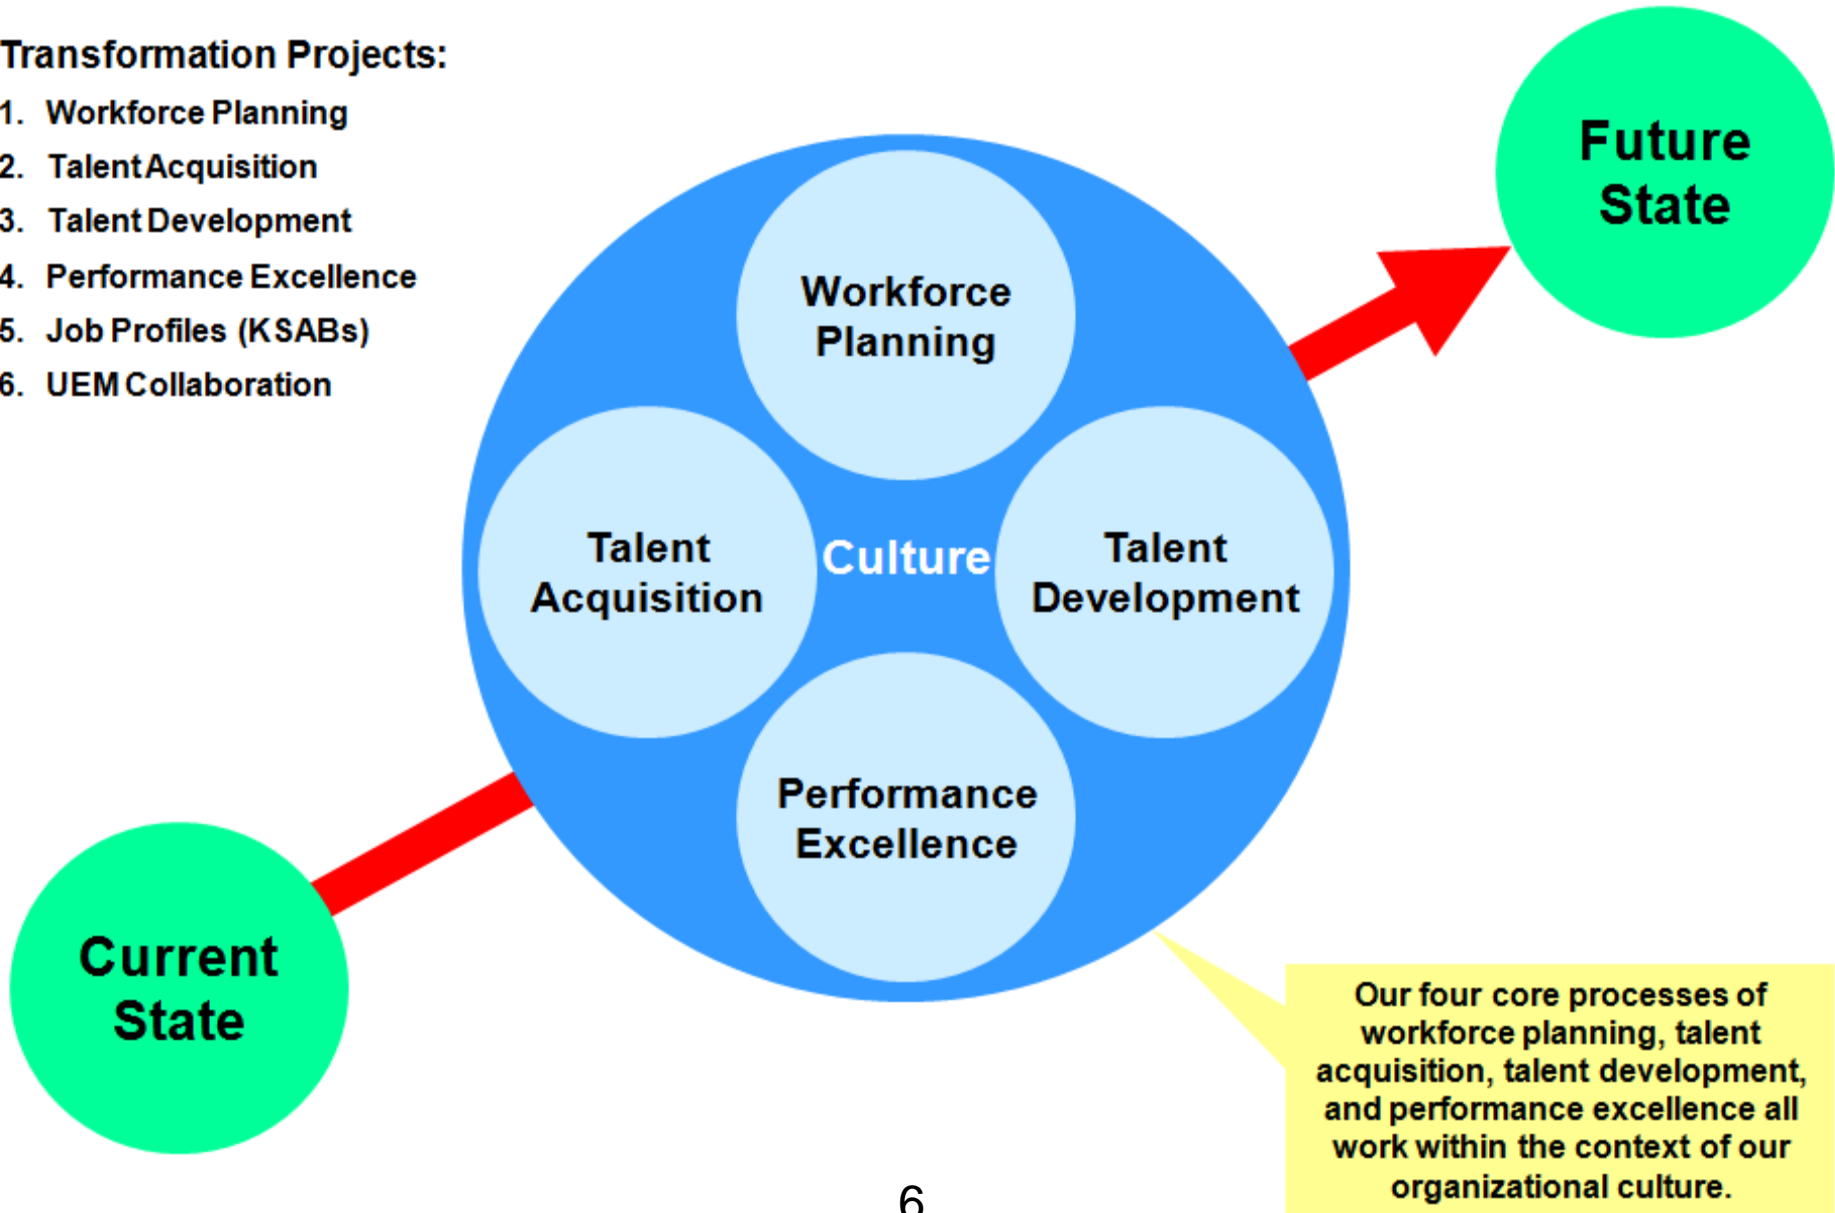 Transformation Projects:
1. Workforce Planning
2. Talent Acquisition
3. Talent Development
4. Performance Excellence
5. Job Profiles (KSABs)
6. UEM Collaboration
Future
State
Workforce
Planning
Talent
Acquisition
Culture
Talent
Development
Performance
Excellence
Current
State
Our four core processes of
workforce planning, talent
acquisition, talent development,
and performance excellence all
work within the context of our
organizational culture.
6